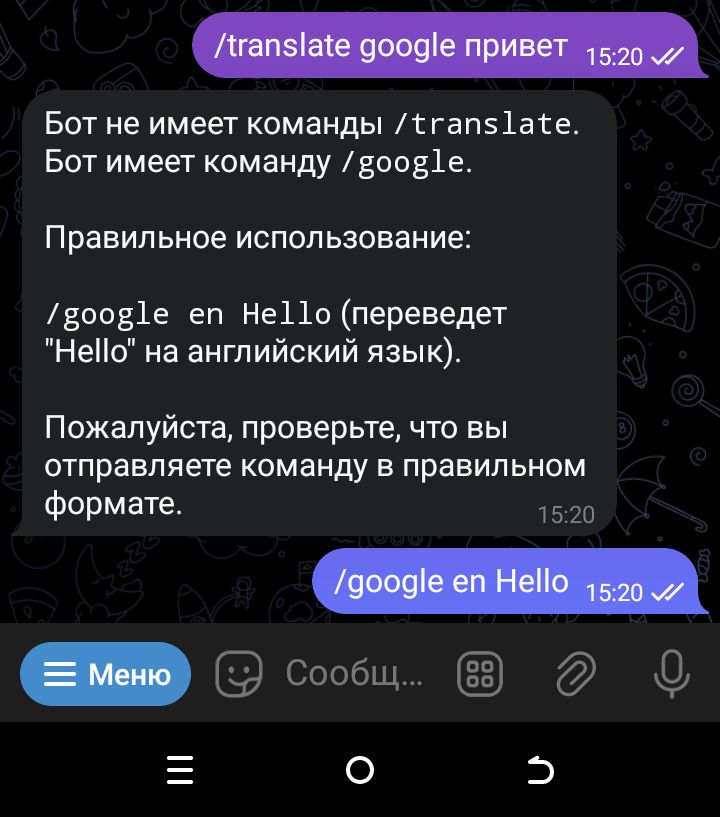 /translate google привет 15:20
Бот не имеет команды /translate.
Бот имеет команду /google.
Правильное использование:
/google en Hello (переведет
"Hello" на английский язык).
Пожалуйста, проверьте, что вы
отправляете команду в правильном
формате. 15:20
/google en Hello 15:20
Меню Сообщ...